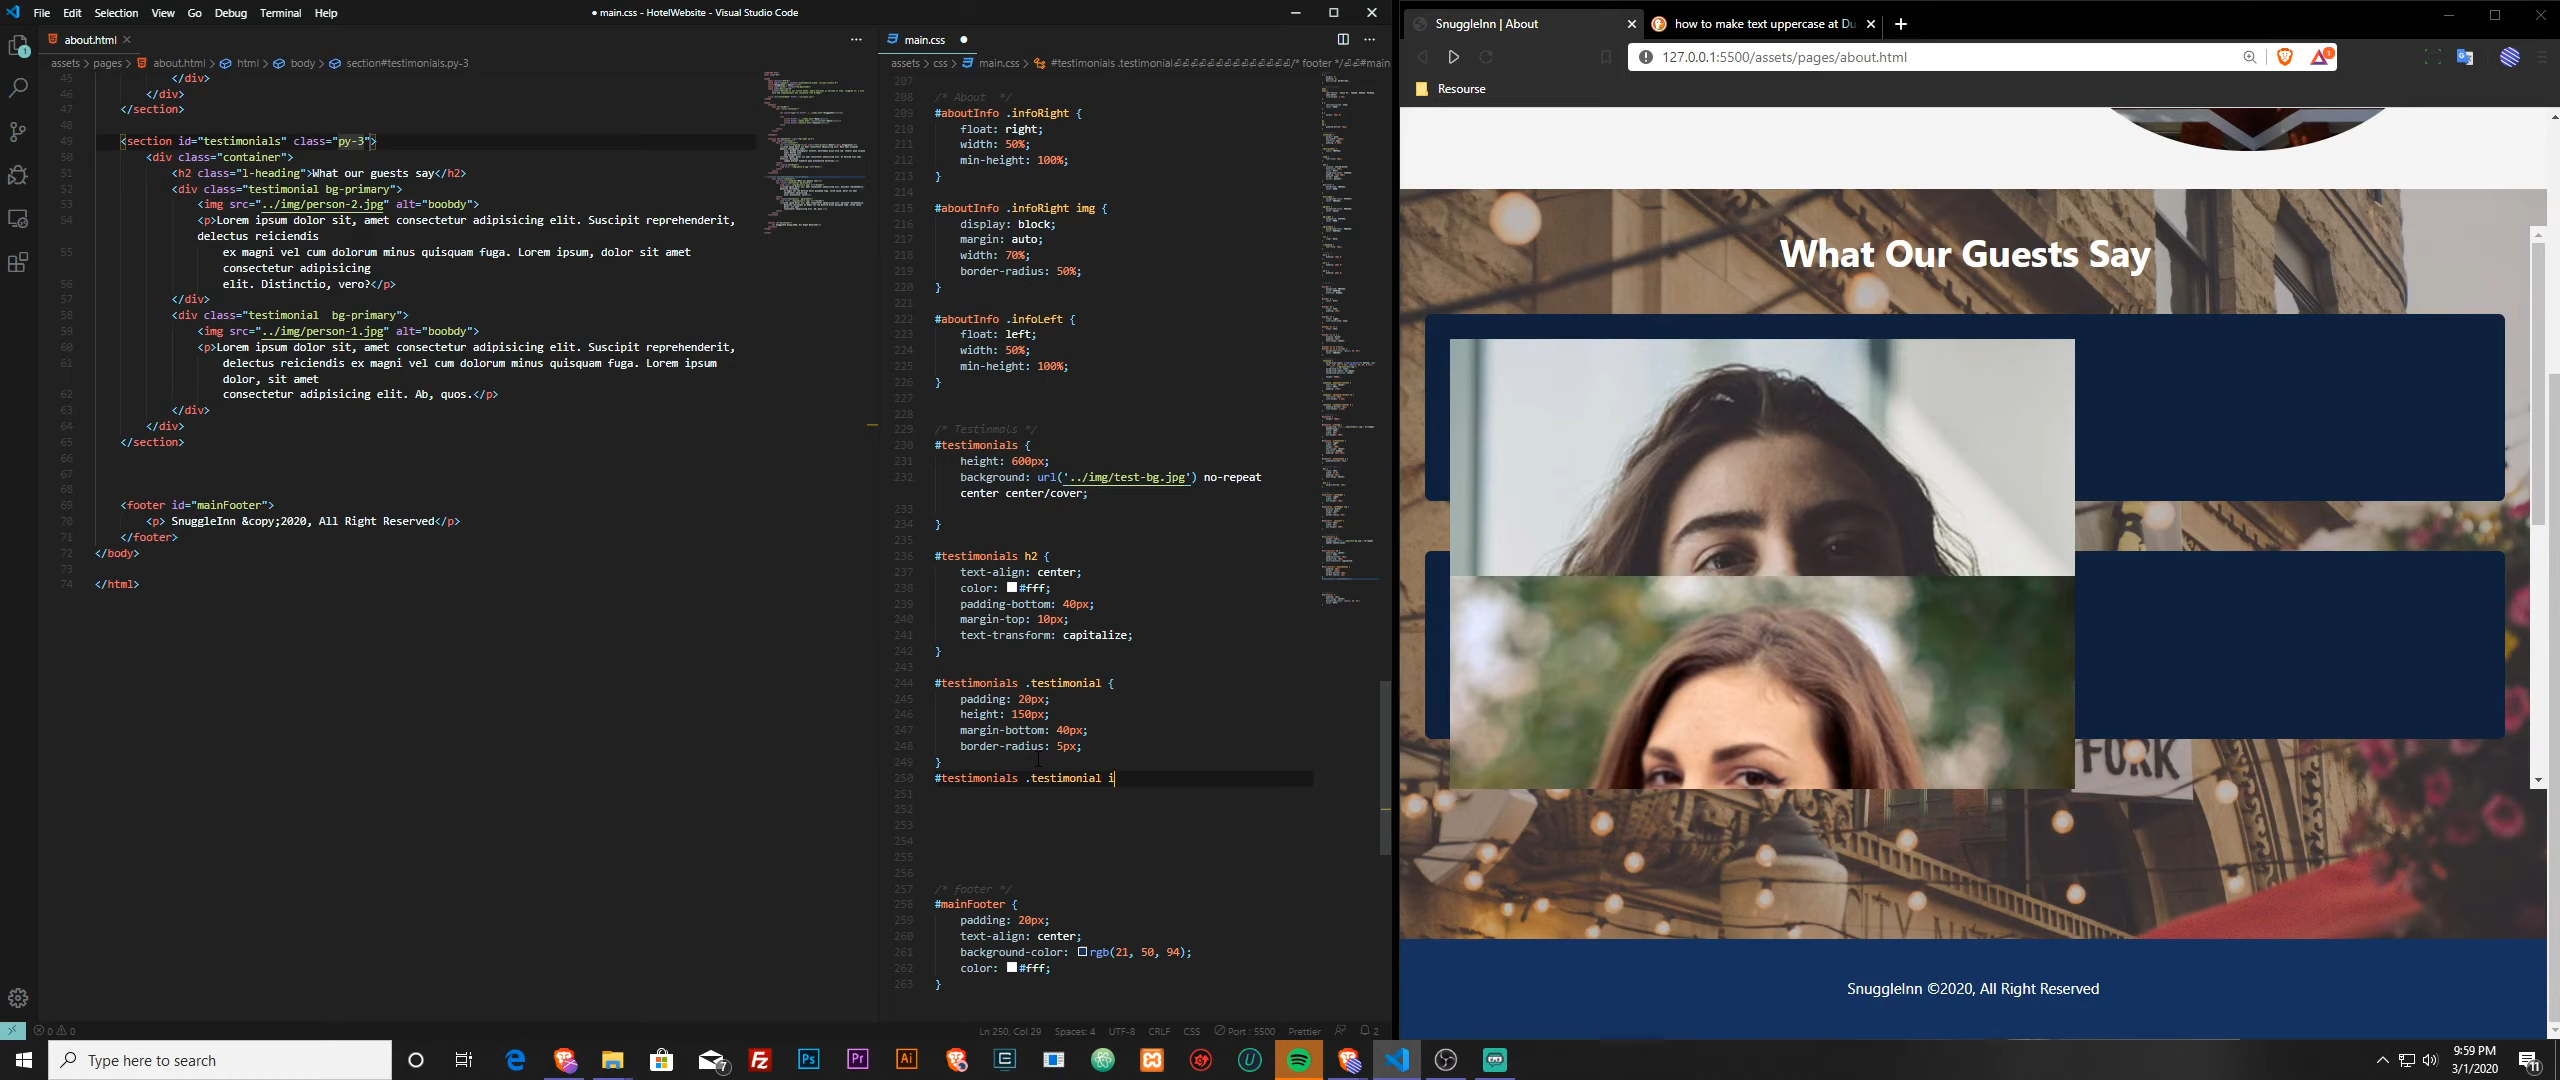 File Edit Selection View Go Debug Terminal Help
● main.css - HotelWebsite - Visual Studio Code
about.html
assets > pages > about.html > html > body > section#testimonials.py-3
45 </div>
46 </div>
47 </section>
48
49 <section id="testimonials" class="py-3">
50 <div class="container">
51 <h2 class="l-heading">What our guests say</h2>
52 <div class="testimonial bg-primary">
53 <img src="../img/person-2.jpg" alt="boobdy">
54 <p>Lorem ipsum dolor sit, amet consectetur adipisicing elit. Suscipit reprehenderit,
delectus reiciendis
55 ex magni vel cum dolorum minus quisquam fuga. Lorem ipsum, dolor sit amet
consectetur adipisicing
56 elit. Distinctio, vero?</p>
57 </div>
58 <div class="testimonial  bg-primary">
59 <img src="../img/person-1.jpg" alt="boobdy">
60 <p>Lorem ipsum dolor sit, amet consectetur adipisicing elit. Suscipit reprehenderit,
61 delectus reiciendis ex magni vel cum dolorum minus quisquam fuga. Lorem ipsum
dolor, sit amet
62 consectetur adipisicing elit. Ab, quos.</p>
63 </div>
64 </div>
65 </section>
66
67
68
69 <footer id="mainFooter">
70 <p> SnuggleInn &copy;2020, All Right Reserved</p>
71 </footer>
72 </body>
73
74 </html>
main.css ●
assets > css > main.css > #testimonials .testimonial /* footer */ #main
207
208 /* About  */
209 #aboutInfo .infoRight {
210 float: right;
211 width: 50%;
212 min-height: 100%;
213 }
214
215 #aboutInfo .infoRight img {
216 display: block;
217 margin: auto;
218 width: 70%;
219 border-radius: 50%;
220 }
221
222 #aboutInfo .infoLeft {
223 float: left;
224 width: 50%;
225 min-height: 100%;
226 }
227
228
229 /* Testinmals */
230 #testimonials {
231 height: 600px;
232 background: url('../img/test-bg.jpg') no-repeat
center center/cover;
233
234 }
235
236 #testimonials h2 {
237 text-align: center;
238 color: #fff;
239 padding-bottom: 40px;
240 margin-top: 10px;
241 text-transform: capitalize;
242 }
243
244 #testimonials .testimonial {
245 padding: 20px;
246 height: 150px;
247 margin-bottom: 40px;
248 border-radius: 5px;
249 }
250 #testimonials .testimonial i
251
252
253
254
255
256
257 /* footer */
258 #mainFooter {
259 padding: 20px;
260 text-align: center;
261 background-color: rgb(21, 50, 94);
262 color: #fff;
263 }
0 0
Ln 250, Col 29 Spaces: 4 UTF-8 CRLF CSS Port : 5500 Prettier 2
SnuggleInn | About
how to make text uppercase at Du
127.0.0.1:5500/assets/pages/about.html
1
Resourse
What Our Guests Say
FORK
SnuggleInn ©2020, All Right Reserved
Type here to search
7
Fz
Ps
Pr
Ai
9:59 PM
3/1/2020
11